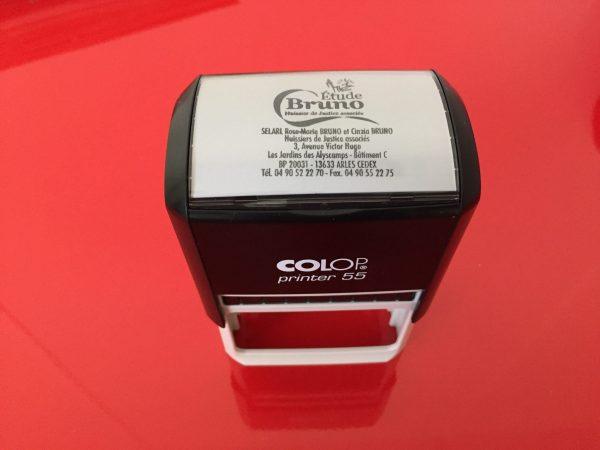 Étude
Bruno
Huissier de Justice associés
SELARL Rose-Marie BRUNO et Cinzia BRUNO
Huissiers de Justice associés
3, Avenue Victor Hugo
Les Jardins des Alyscamps - Bâtiment C
BP 20031 - 13633 ARLES CEDEX
Tél. 04 90 52 22 70 - Fax. 04 90 55 22 75
COLOP®
printer 55